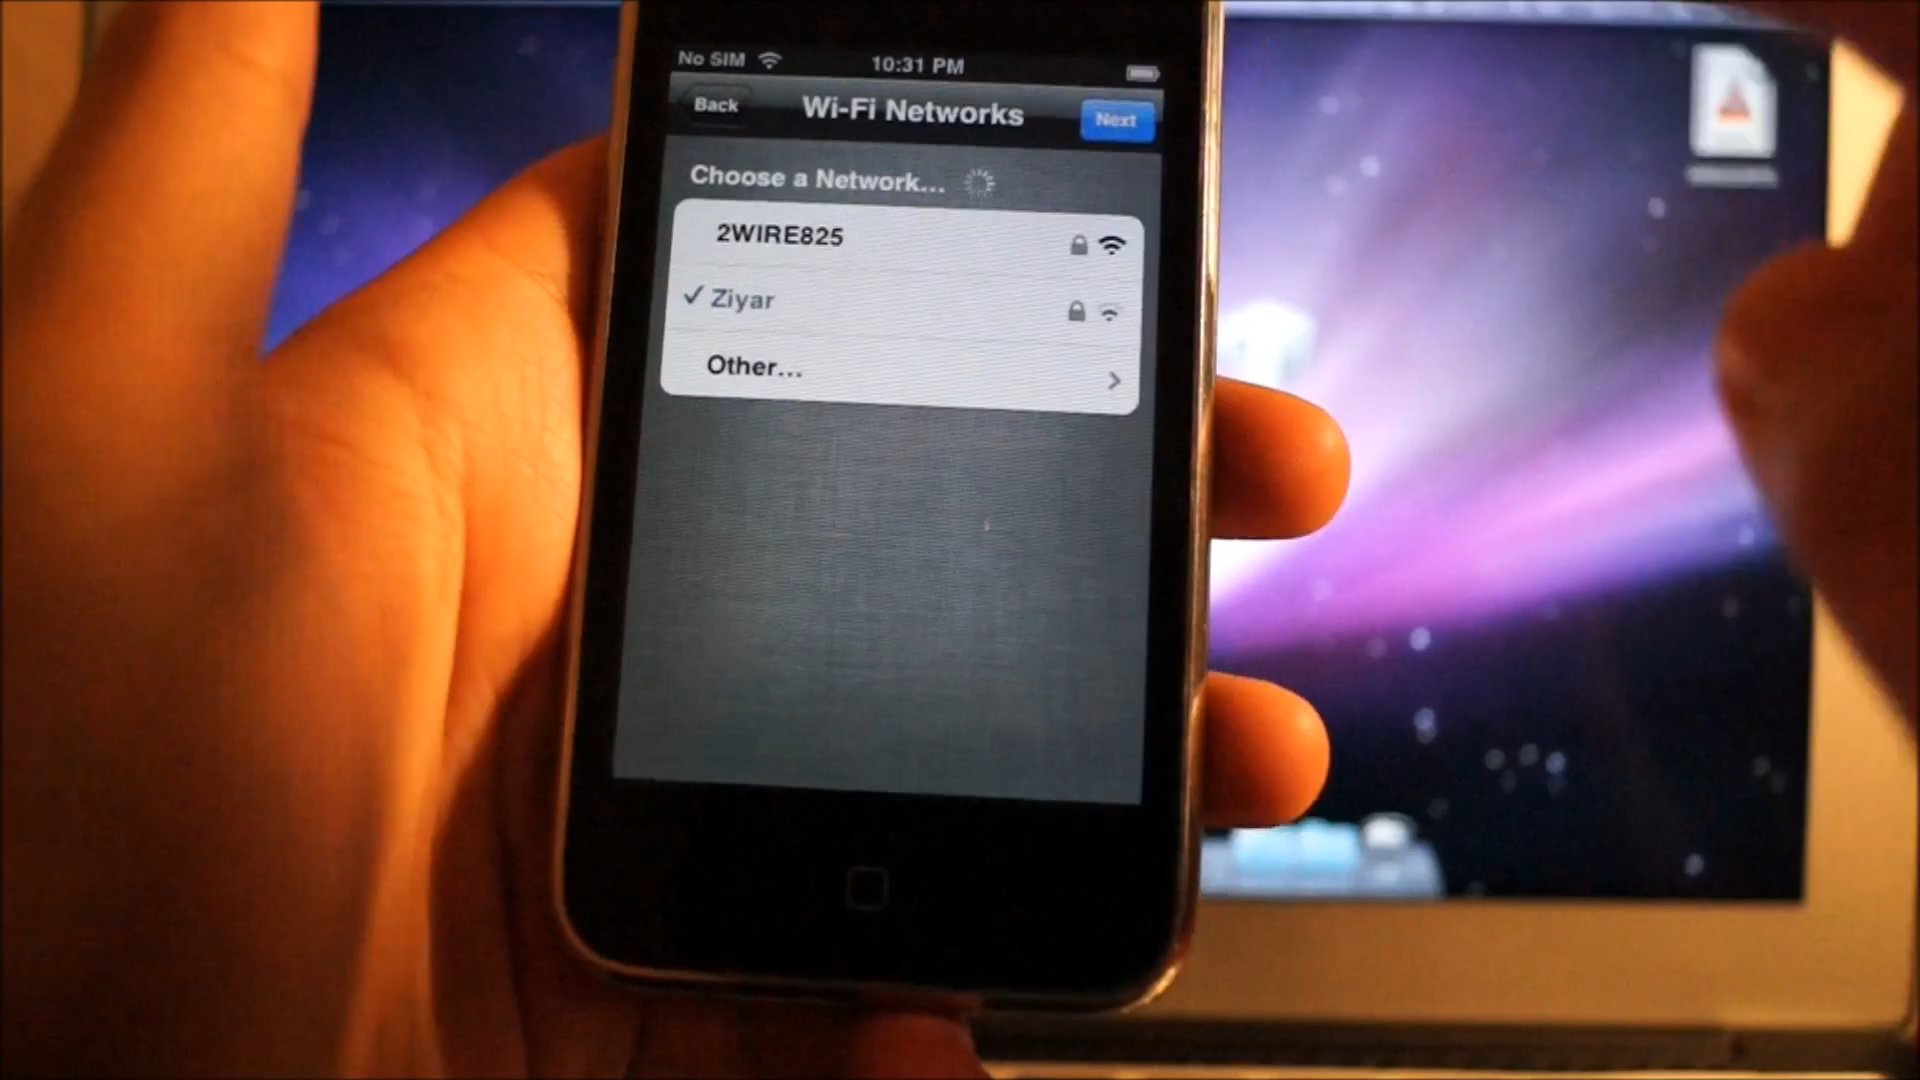 No SIM 10:31 PM
Back Wi-Fi Networks Next
Choose a Network...
2WIRE825
Ziyar
Other...